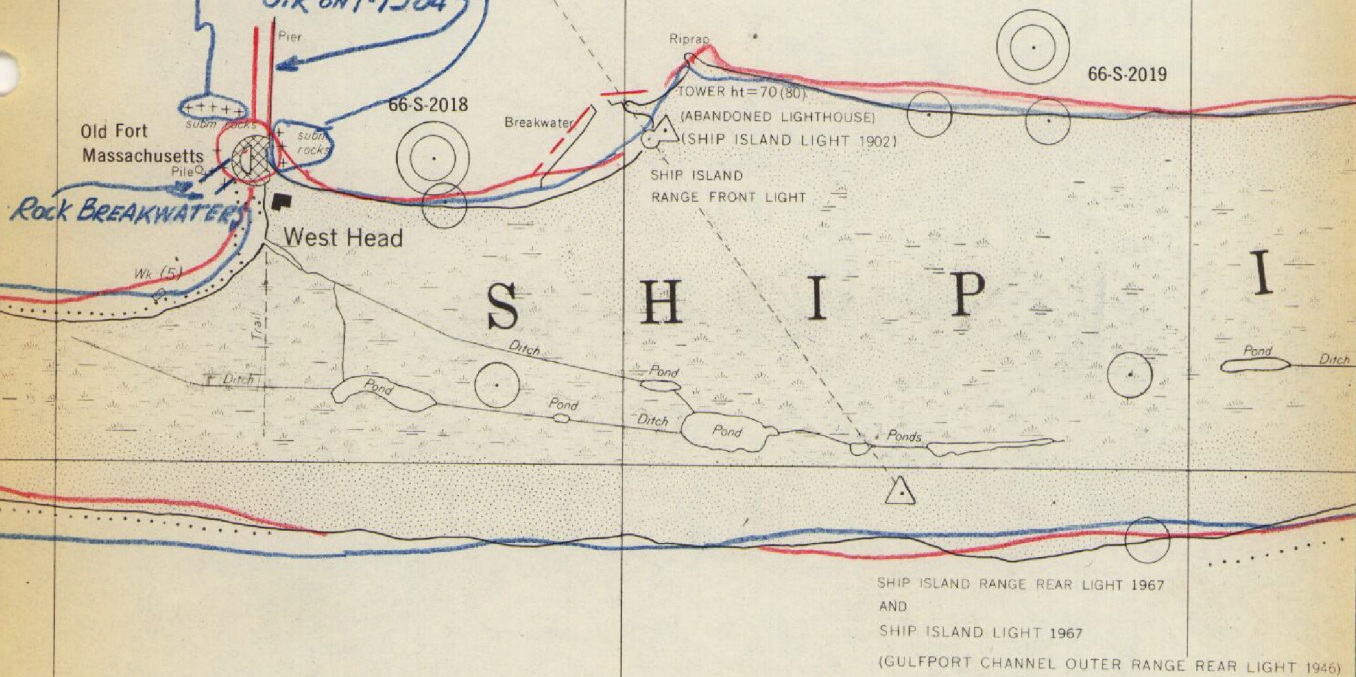 Pier
Riprap
66-S-2019
66-S-2018
TOWER ht=70(80)
subm rocks
Breakwater
(ABANDONED LIGHTHOUSE)
Old Fort
Massachusetts
subm
rocks
(SHIP ISLAND LIGHT 1902)
Pile
SHIP ISLAND
RANGE FRONT LIGHT
ROCK BREAKWATERS
West Head
Wk (5)
S H I P I
Trail
Ditch
Pond
Ditch
Pond
Ditch
Pond
Pond
Ditch
Pond
Ponds
SHIP ISLAND RANGE REAR LIGHT 1967
AND
SHIP ISLAND LIGHT 1967
(GULFPORT CHANNEL OUTER RANGE REAR LIGHT 1946)